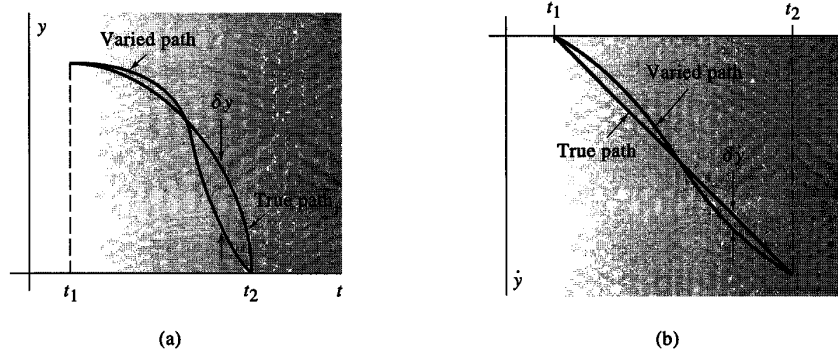 y
Varied path
δy
True path
t₁
t₂
t
(a)
t₁
t₂
Varied path
True path
δẏ
ẏ
(b)